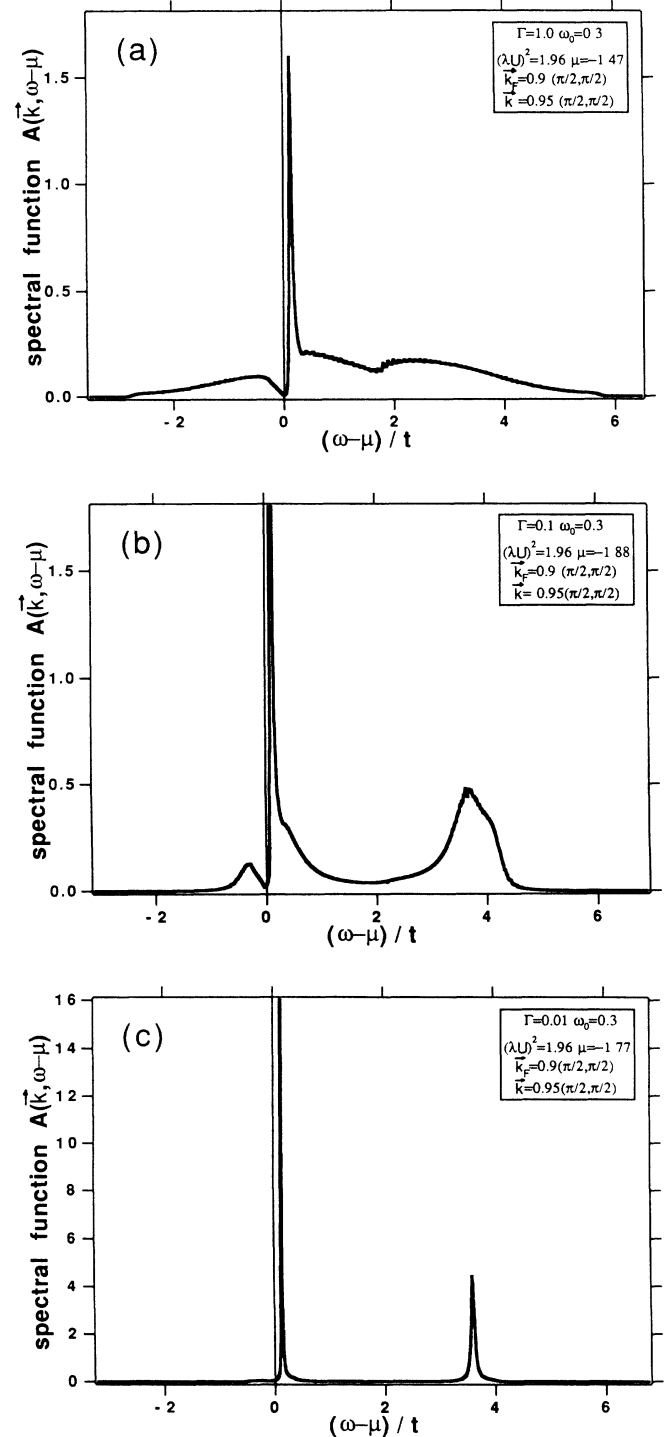 (a)
Γ=1.0 ω₀=0 3
(λU)²=1.96 μ=−1 47
k_F=0.9 (π/2,π/2)
k =0.95 (π/2,π/2)
spectral function A(k,ω−μ)
1.5
1.0
0.5
0.0
-2 0 2 4 6
(ω−μ) / t
(b)
Γ=0.1 ω₀=0.3
(λU)²=1.96 μ=−1 88
k_F=0.9 (π/2,π/2)
k= 0.95(π/2,π/2)
spectral function A(k,ω−μ)
1.5
1.0
0.5
0.0
-2 0 2 4 6
(ω−μ) / t
(c)
Γ=0.01 ω₀=0.3
(λU)²=1.96 μ=−1 77
k_F=0.9(π/2,π/2)
k=0.95(π/2,π/2)
spectral function A(k,ω−μ)
16
14
12
10
8
6
4
2
0
-2 0 2 4 6
(ω−μ) / t